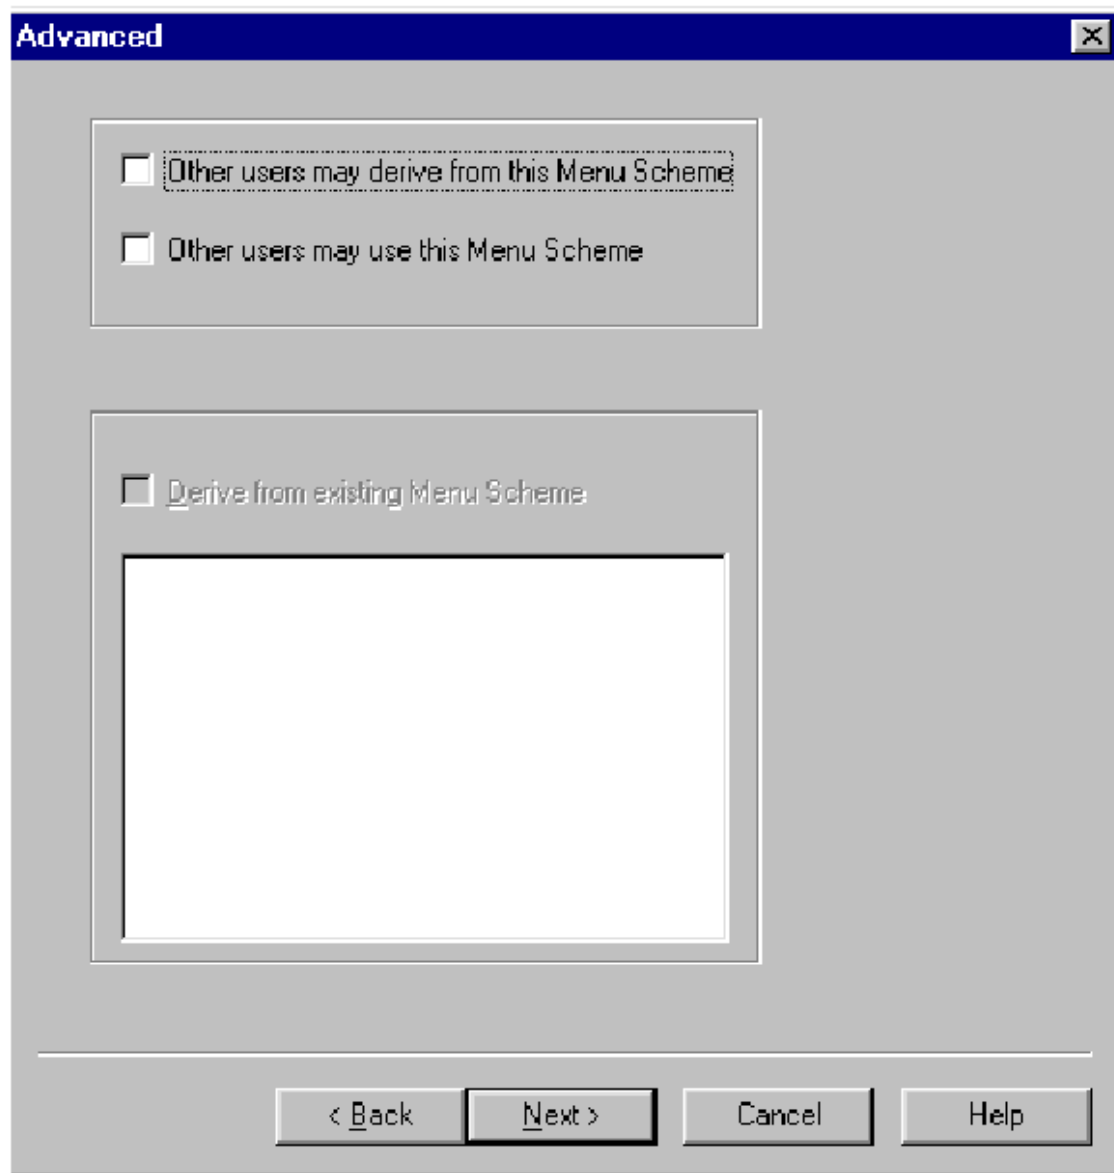 Advanced
Other users may derive from this Menu Scheme
Other users may use this Menu Scheme
Derive from existing Menu Scheme
< Back Next > Cancel Help